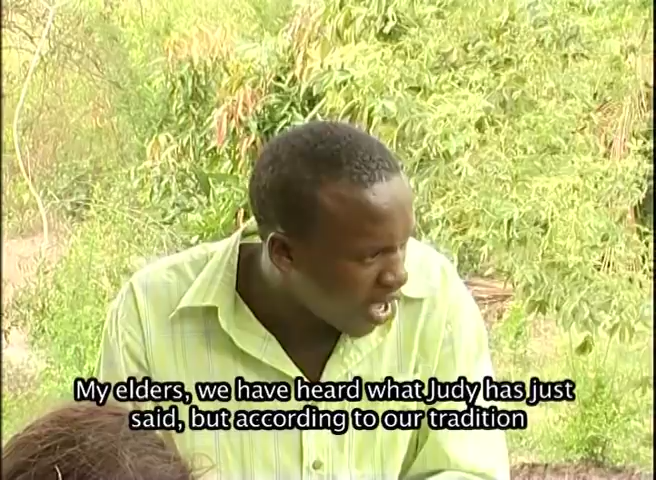 My elders, we have heard what Judy has just
said, but according to our tradition